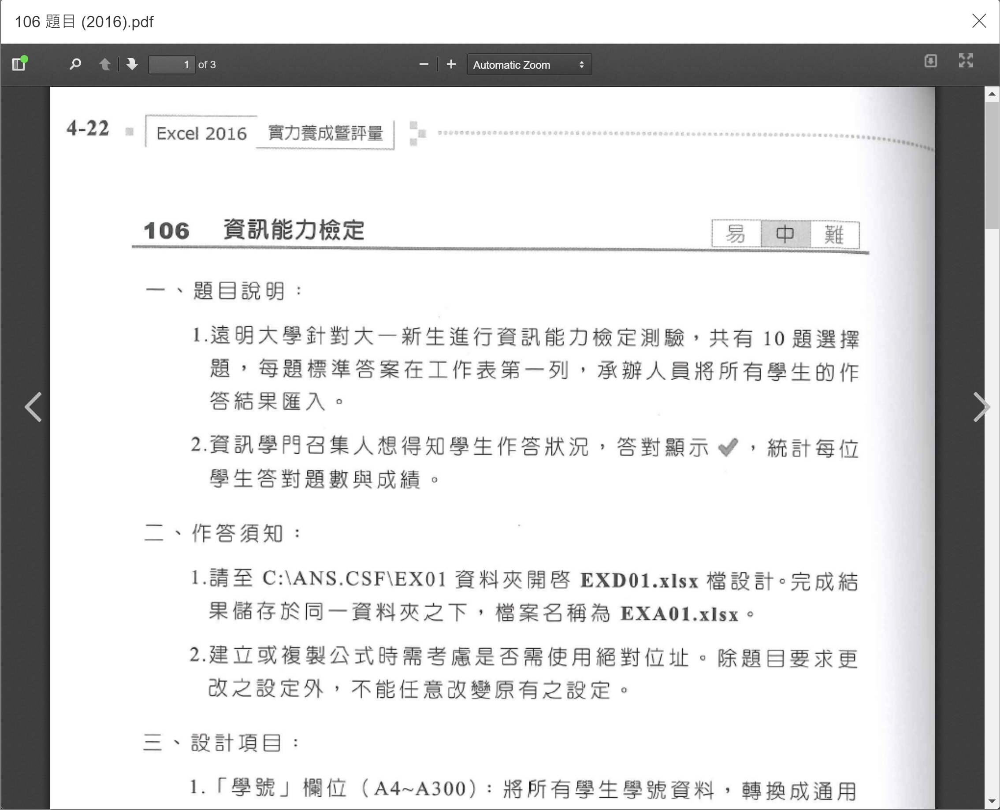 106 題目 (2016).pdf
1 of 3
Automatic Zoom
4-22
Excel 2016 實力養成暨評量
106 資訊能力檢定
易 中 難
一、題目說明：
1.遠明大學針對大一新生進行資訊能力檢定測驗，共有 10 題選擇
題，每題標準答案在工作表第一列，承辦人員將所有學生的作
答結果匯入。
2.資訊學門召集人想得知學生作答狀況，答對顯示✔，統計每位
學生答對題數與成績。
二、作答須知：
1.請至 C:\ANS.CSF\EX01 資料夾開啓 EXD01.xlsx 檔設計。完成結
果儲存於同一資料夾之下，檔案名稱為 EXA01.xlsx。
2.建立或複製公式時需考慮是否需使用絕對位址。除題目要求更
改之設定外，不能任意改變原有之設定。
三、設計項目：
1.「學號」欄位（A4~A300）：將所有學生學號資料，轉換成通用